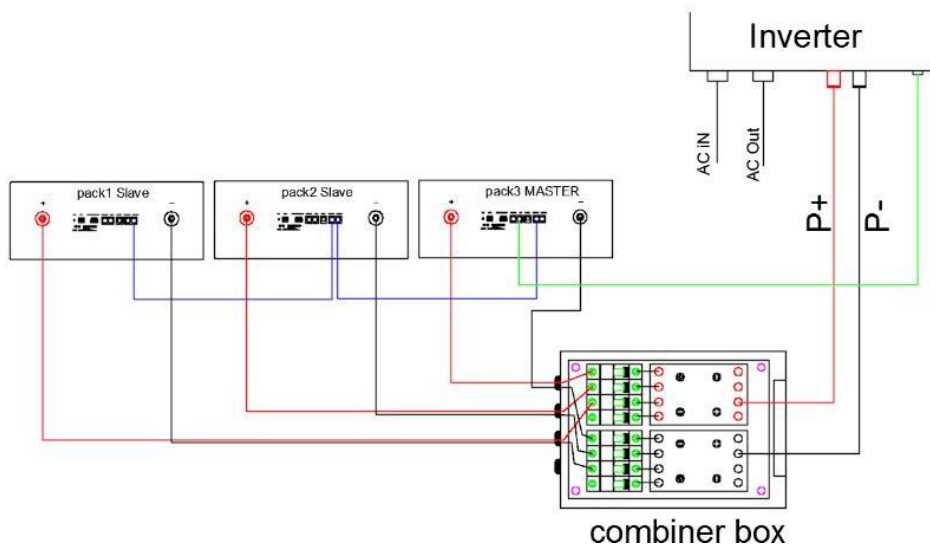 Inverter
AC iN
AC Out
P+
P-
pack1 Slave
+ −
pack2 Slave
+ −
pack3 MASTER
+ −
combiner box